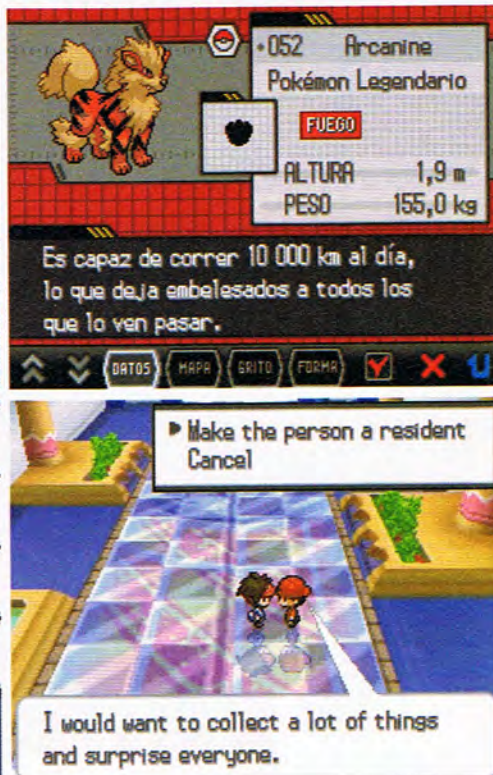 052 Arcanine
Pokémon Legendario
FUEGO
ALTURA 1,9 m
PESO 155,0 kg
Es capaz de correr 10 000 km al día,
lo que deja embelesados a todos los
que lo ven pasar.
DATOS MAPA GRITO FORMA
Make the person a resident
Cancel
I would want to collect a lot of things
and surprise everyone.